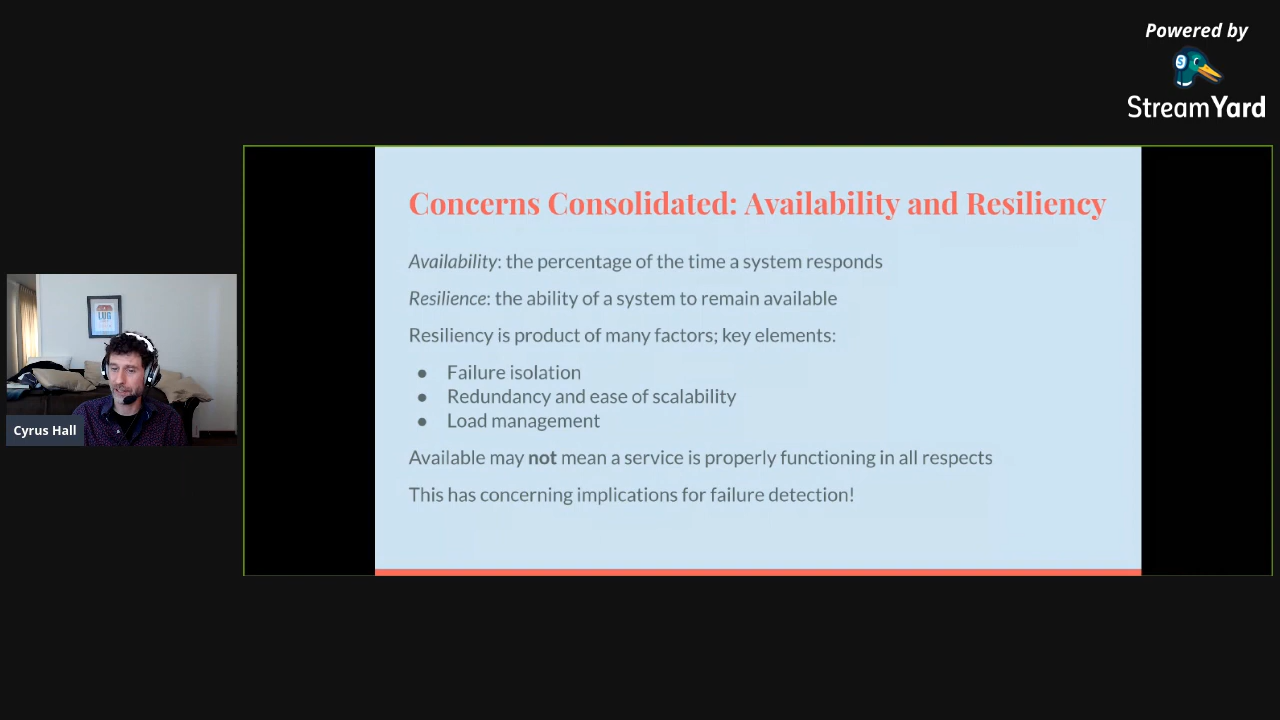 Powered by
StreamYard
Concerns Consolidated: Availability and Resiliency
Availability: the percentage of the time a system responds
Resilience: the ability of a system to remain available
Resiliency is product of many factors; key elements:
● Failure isolation
● Redundancy and ease of scalability
● Load management
Available may not mean a service is properly functioning in all respects
This has concerning implications for failure detection!
LUG
Cyrus Hall